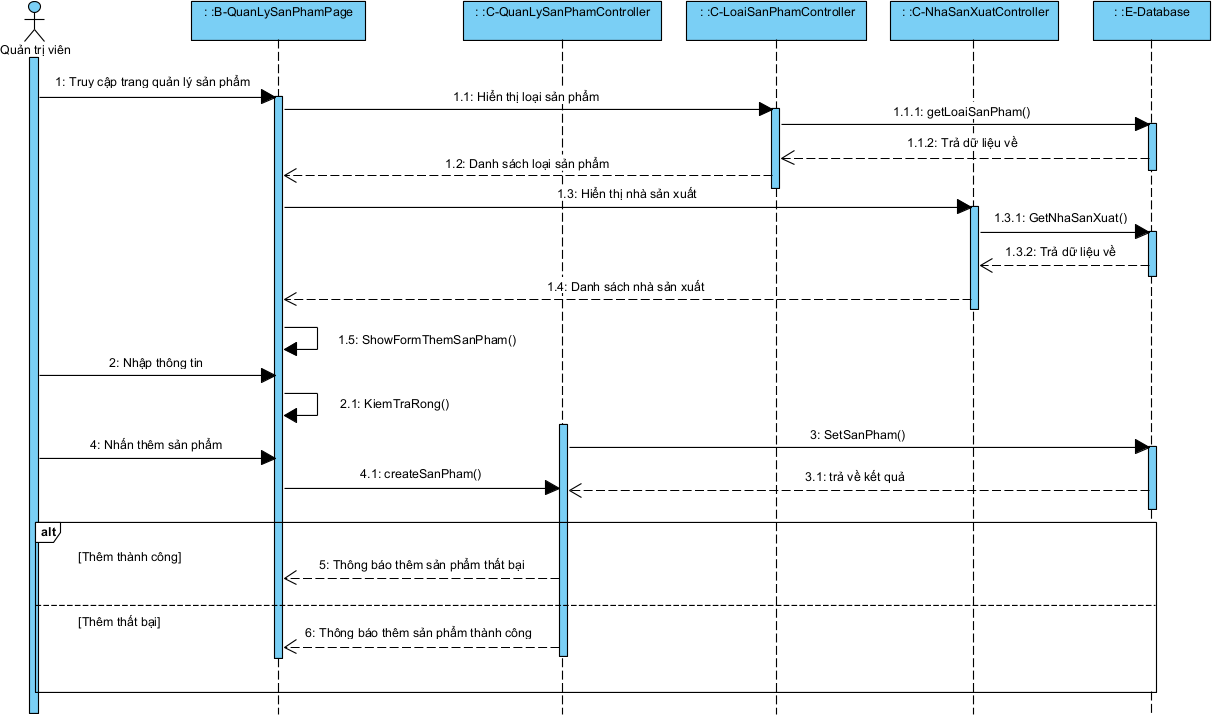 : :B-QuanLySanPhamPage
: :C-QuanLySanPhamController
: :C-LoaiSanPhamController
: :C-NhaSanXuatController
: :E-Database
Quản trị viên
1: Truy cập trang quản lý sản phẩm
1.1: Hiển thị loại sản phẩm
1.1.1: getLoaiSanPham()
1.1.2: Trả dữ liệu về
1.2: Danh sách loại sản phẩm
1.3: Hiển thị nhà sản xuất
1.3.1: GetNhaSanXuat()
1.3.2: Trả dữ liệu về
1.4: Danh sách nhà sản xuất
1.5: ShowFormThemSanPham()
2: Nhập thông tin
2.1: KiemTraRong()
3: SetSanPham()
4: Nhấn thêm sản phẩm
4.1: createSanPham()
3.1: trả về kết quả
alt
[Thêm thành công]
5: Thông báo thêm sản phẩm thất bại
[Thêm thất bại]
6: Thông báo thêm sản phẩm thành công